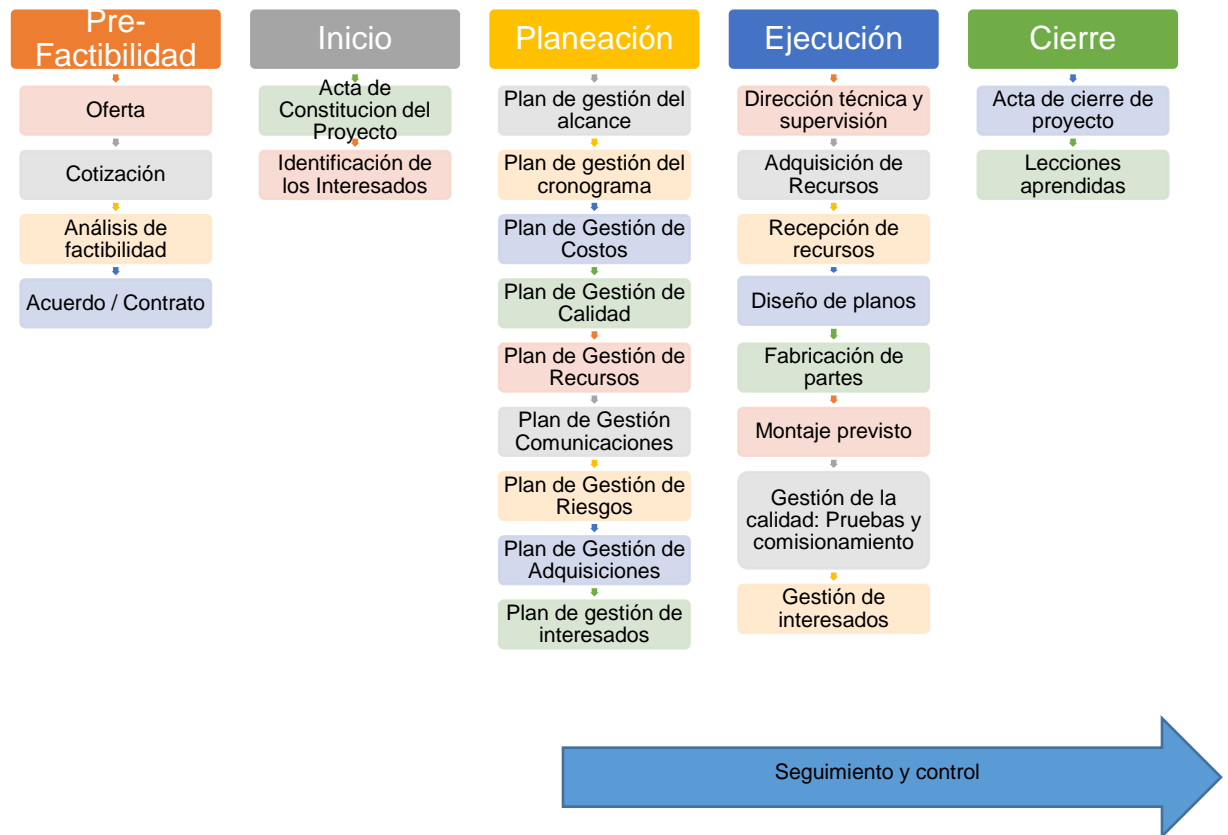 Pre-
Factibilidad
Oferta
Cotización
Análisis de
factibilidad
Acuerdo / Contrato
Inicio
Acta de
Constitucion del
Proyecto
Identificación de
los Interesados
Planeación
Plan de gestión del
alcance
Plan de gestión del
cronograma
Plan de Gestión de
Costos
Plan de Gestión de
Calidad
Plan de Gestión de
Recursos
Plan de Gestión
Comunicaciones
Plan de Gestión de
Riesgos
Plan de Gestión de
Adquisiciones
Plan de gestión de
interesados
Ejecución
Dirección técnica y
supervisión
Adquisición de
Recursos
Recepción de
recursos
Diseño de planos
Fabricación de
partes
Montaje previsto
Gestión de la
calidad: Pruebas y
comisionamiento
Gestión de
interesados
Cierre
Acta de cierre de
proyecto
Lecciones
aprendidas
Seguimiento y control